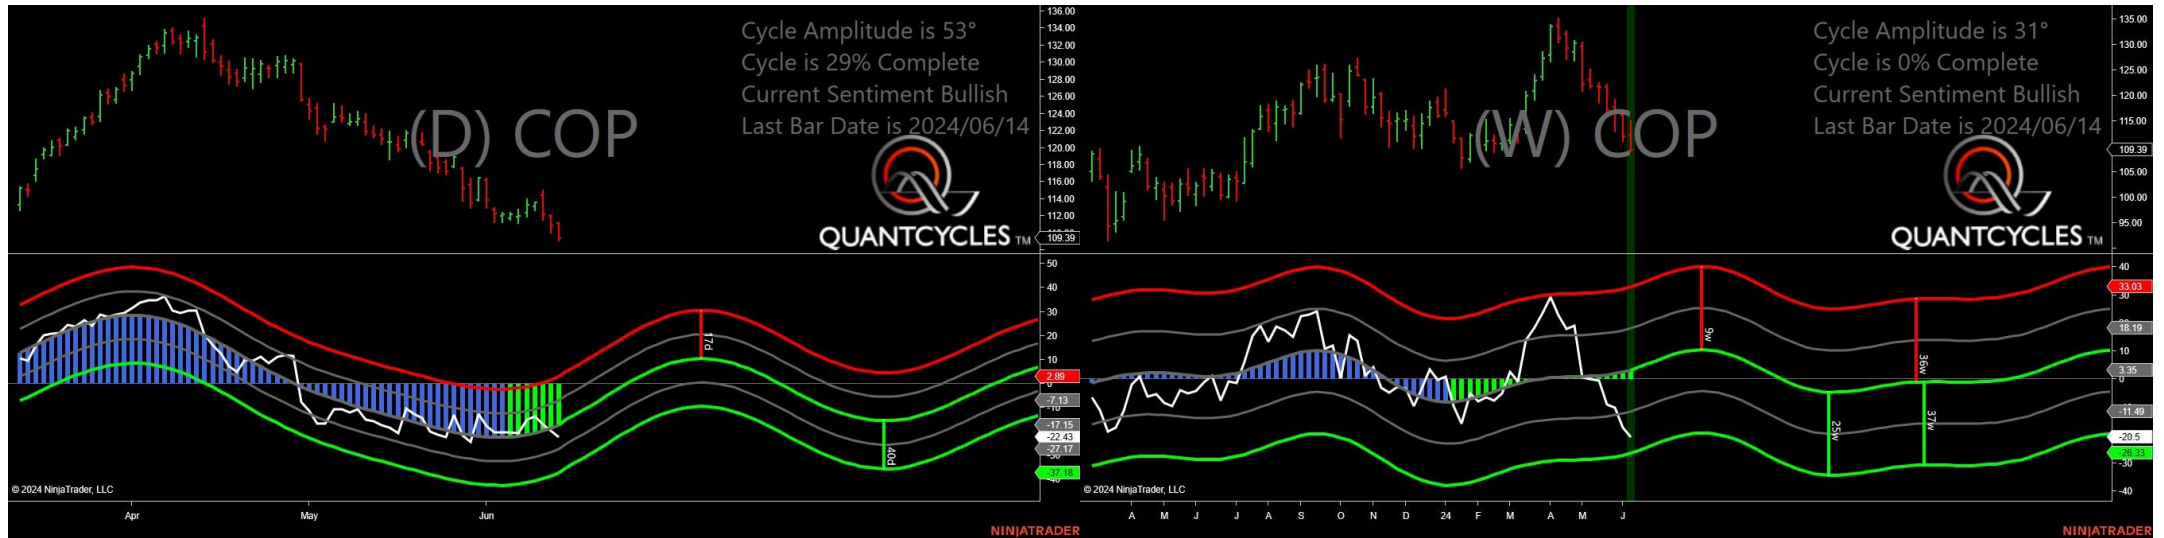 Cycle Amplitude is 53°
Cycle is 29% Complete
Current Sentiment Bullish
Last Bar Date is 2024/06/14
(D) COP
QUANTCYCLES TM
136.00
134.00
132.00
130.00
128.00
126.00
124.00
122.00
120.00
118.00
116.00
114.00
112.00
109.39
50
40
30
20
10
2.89
0
-7.13
-10
-17.15
-22.43
-27.17
-37.18
17d
40d
© 2024 NinjaTrader, LLC
Apr
May
Jun
NINJATRADER
Cycle Amplitude is 31°
Cycle is 0% Complete
Current Sentiment Bullish
Last Bar Date is 2024/06/14
(W) COP
QUANTCYCLES TM
135.00
130.00
125.00
120.00
115.00
109.39
105.00
100.00
95.00
40
33.03
30
18.19
10
3.35
0
-11.49
-20.5
-26.33
-30
-40
9w
25w
36w
37w
© 2024 NinjaTrader, LLC
A M J J A S O N D 24 F M A M J
NINJATRADER